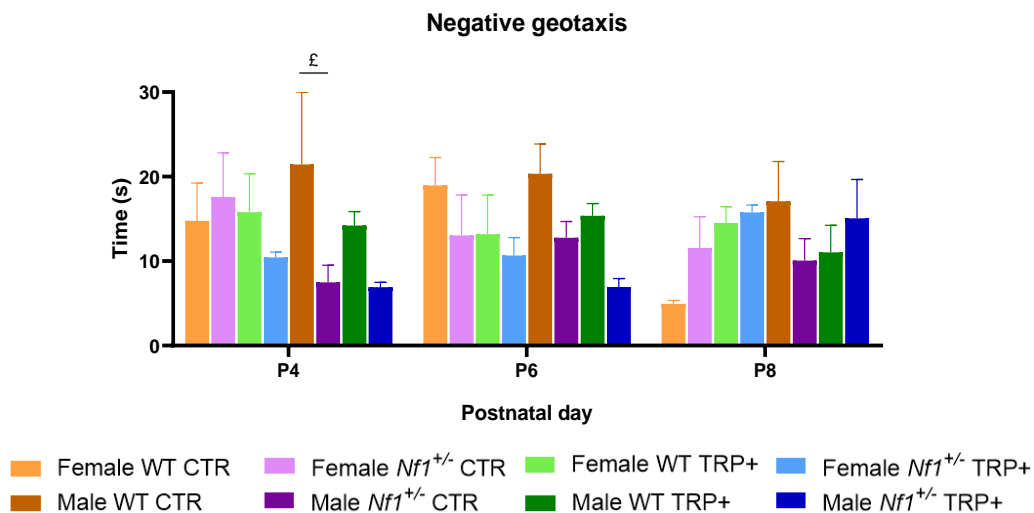 Negative geotaxis
£
30
20
10
0
Time (s)
P4 P6 P8
Postnatal day
Female WT CTR Female Nf1+/- CTR Female WT TRP+ Female Nf1+/- TRP+
Male WT CTR Male Nf1+/- CTR Male WT TRP+ Male Nf1+/- TRP+